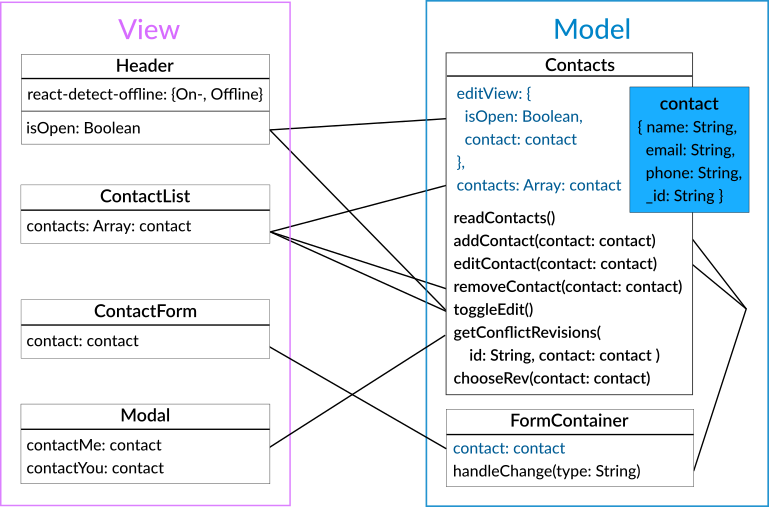 View
Header
react-detect-offline: {On-, Offline}
isOpen: Boolean
ContactList
contacts: Array: contact
ContactForm
contact: contact
Modal
contactMe: contact
contactYou: contact
Model
Contacts
editView: {
isOpen: Boolean,
contact: contact
},
contacts: Array: contact
readContacts()
addContact(contact: contact)
editContact(contact: contact)
removeContact(contact: contact)
toggleEdit()
getConflictRevisions(
id: String, contact: contact )
chooseRev(contact: contact)
contact
{ name: String,
email: String,
phone: String,
_id: String }
FormContainer
contact: contact
handleChange(type: String)